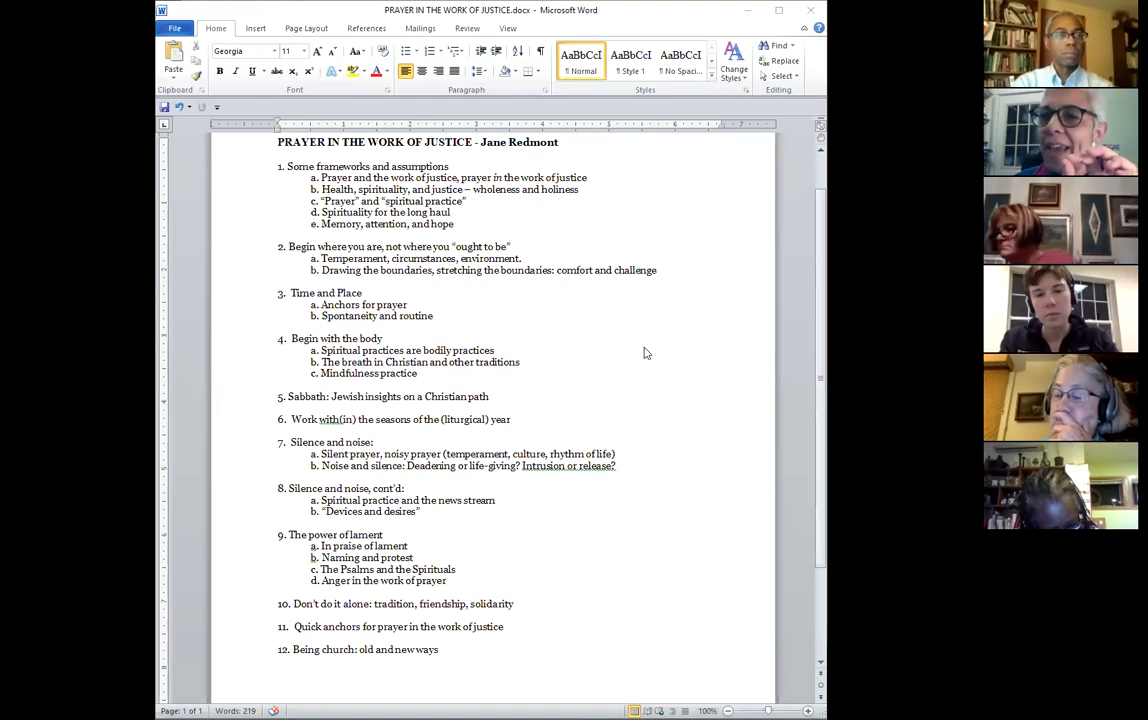 PRAYER IN THE WORK OF JUSTICE.docx - Microsoft Word
File Home Insert Page Layout References Mailings Review View
Georgia 11
Paste
Clipboard
Font
Paragraph
AaBbCcI AaBbCcI AaBbCcI
¶ Normal ¶ Style 1 ¶ No Spaci...
Change Styles
Styles
Find
Replace
Select
Editing
PRAYER IN THE WORK OF JUSTICE - Jane Redmont
1. Some frameworks and assumptions
a. Prayer and the work of justice, prayer in the work of justice
b. Health, spirituality, and justice – wholeness and holiness
c. “Prayer” and “spiritual practice”
d. Spirituality for the long haul
e. Memory, attention, and hope
2. Begin where you are, not where you “ought to be”
a. Temperament, circumstances, environment.
b. Drawing the boundaries, stretching the boundaries: comfort and challenge
3. Time and Place
a. Anchors for prayer
b. Spontaneity and routine
4. Begin with the body
a. Spiritual practices are bodily practices
b. The breath in Christian and other traditions
c. Mindfulness practice
5. Sabbath: Jewish insights on a Christian path
6. Work with(in) the seasons of the (liturgical) year
7. Silence and noise:
a. Silent prayer, noisy prayer (temperament, culture, rhythm of life)
b. Noise and silence: Deadening or life-giving? Intrusion or release?
8. Silence and noise, cont’d:
a. Spiritual practice and the news stream
b. “Devices and desires”
9. The power of lament
a. In praise of lament
b. Naming and protest
c. The Psalms and the Spirituals
d. Anger in the work of prayer
10. Don’t do it alone: tradition, friendship, solidarity
11. Quick anchors for prayer in the work of justice
12. Being church: old and new ways
Page: 1 of 1 Words: 219 100%